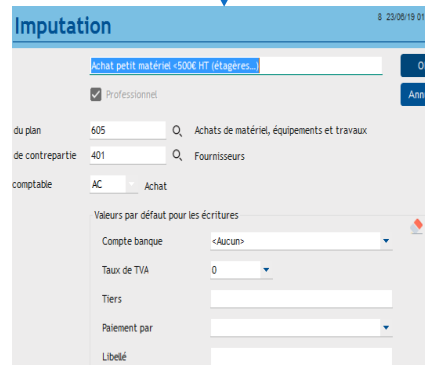 Imputation
8 23/06/19 01
Achat petit matériel <500€ HT (étagères...)
O
Professionnel
Ann
du plan 605 Achats de matériel, équipements et travaux
de contrepartie 401 Fournisseurs
comptable AC Achat
Valeurs par défaut pour les écritures
Compte banque <Aucun>
Taux de TVA 0
Tiers
Paiement par
Libellé